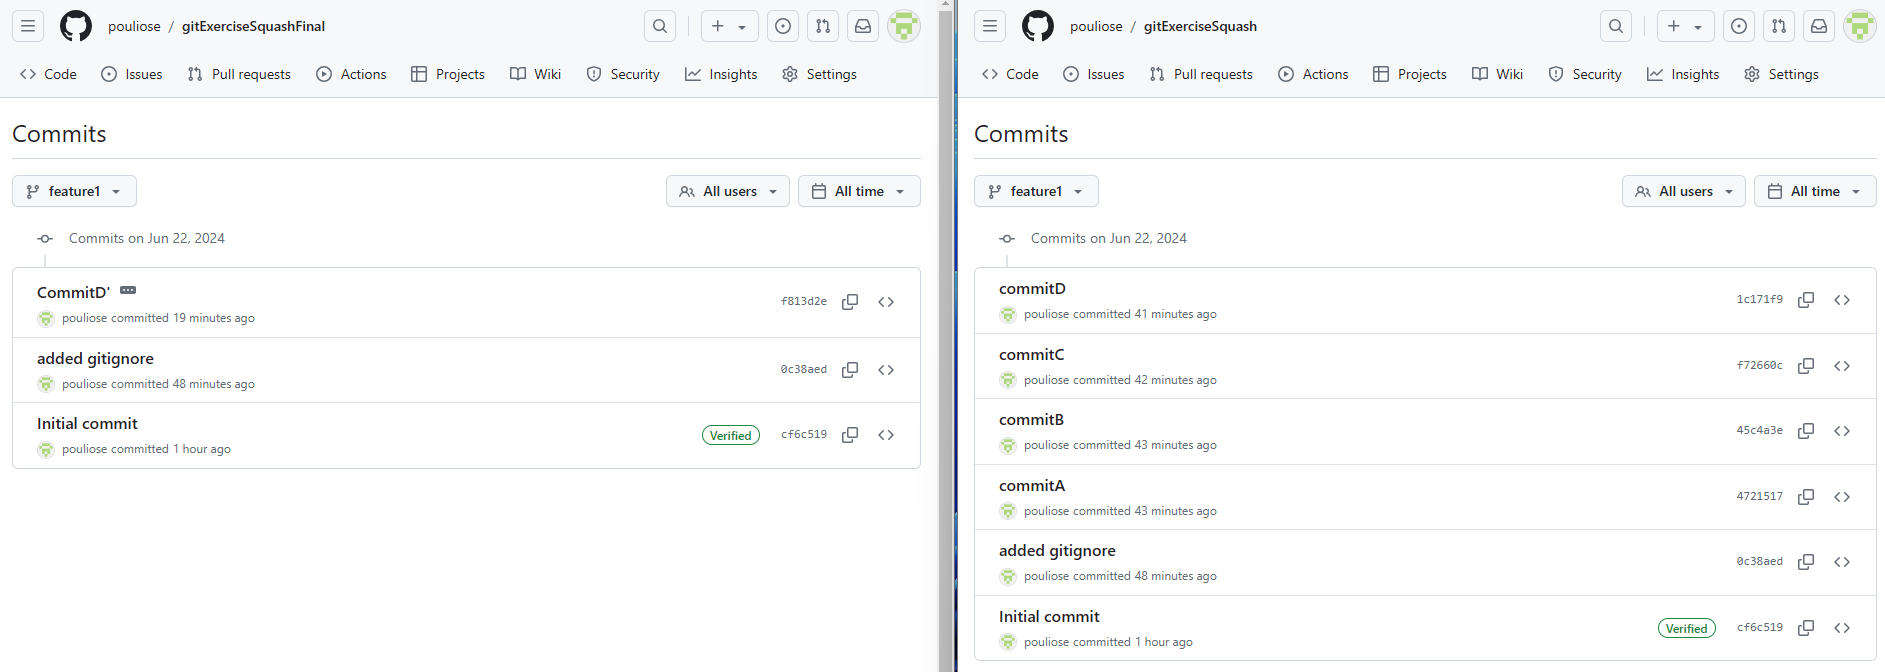 pouliose / gitExerciseSquashFinal
Code Issues Pull requests Actions Projects Wiki Security Insights Settings
Commits
feature1 All users All time
Commits on Jun 22, 2024
CommitD'
f813d2e
pouliose committed 19 minutes ago
added gitignore
0c38aed
pouliose committed 48 minutes ago
Initial commit
Verified cf6c519
pouliose committed 1 hour ago
pouliose / gitExerciseSquash
Code Issues Pull requests Actions Projects Wiki Security Insights Settings
Commits
feature1 All users All time
Commits on Jun 22, 2024
commitD
1c171f9
pouliose committed 41 minutes ago
commitC
f72660c
pouliose committed 42 minutes ago
commitB
45c4a3e
pouliose committed 43 minutes ago
commitA
4721517
pouliose committed 43 minutes ago
added gitignore
0c38aed
pouliose committed 48 minutes ago
Initial commit
Verified cf6c519
pouliose committed 1 hour ago